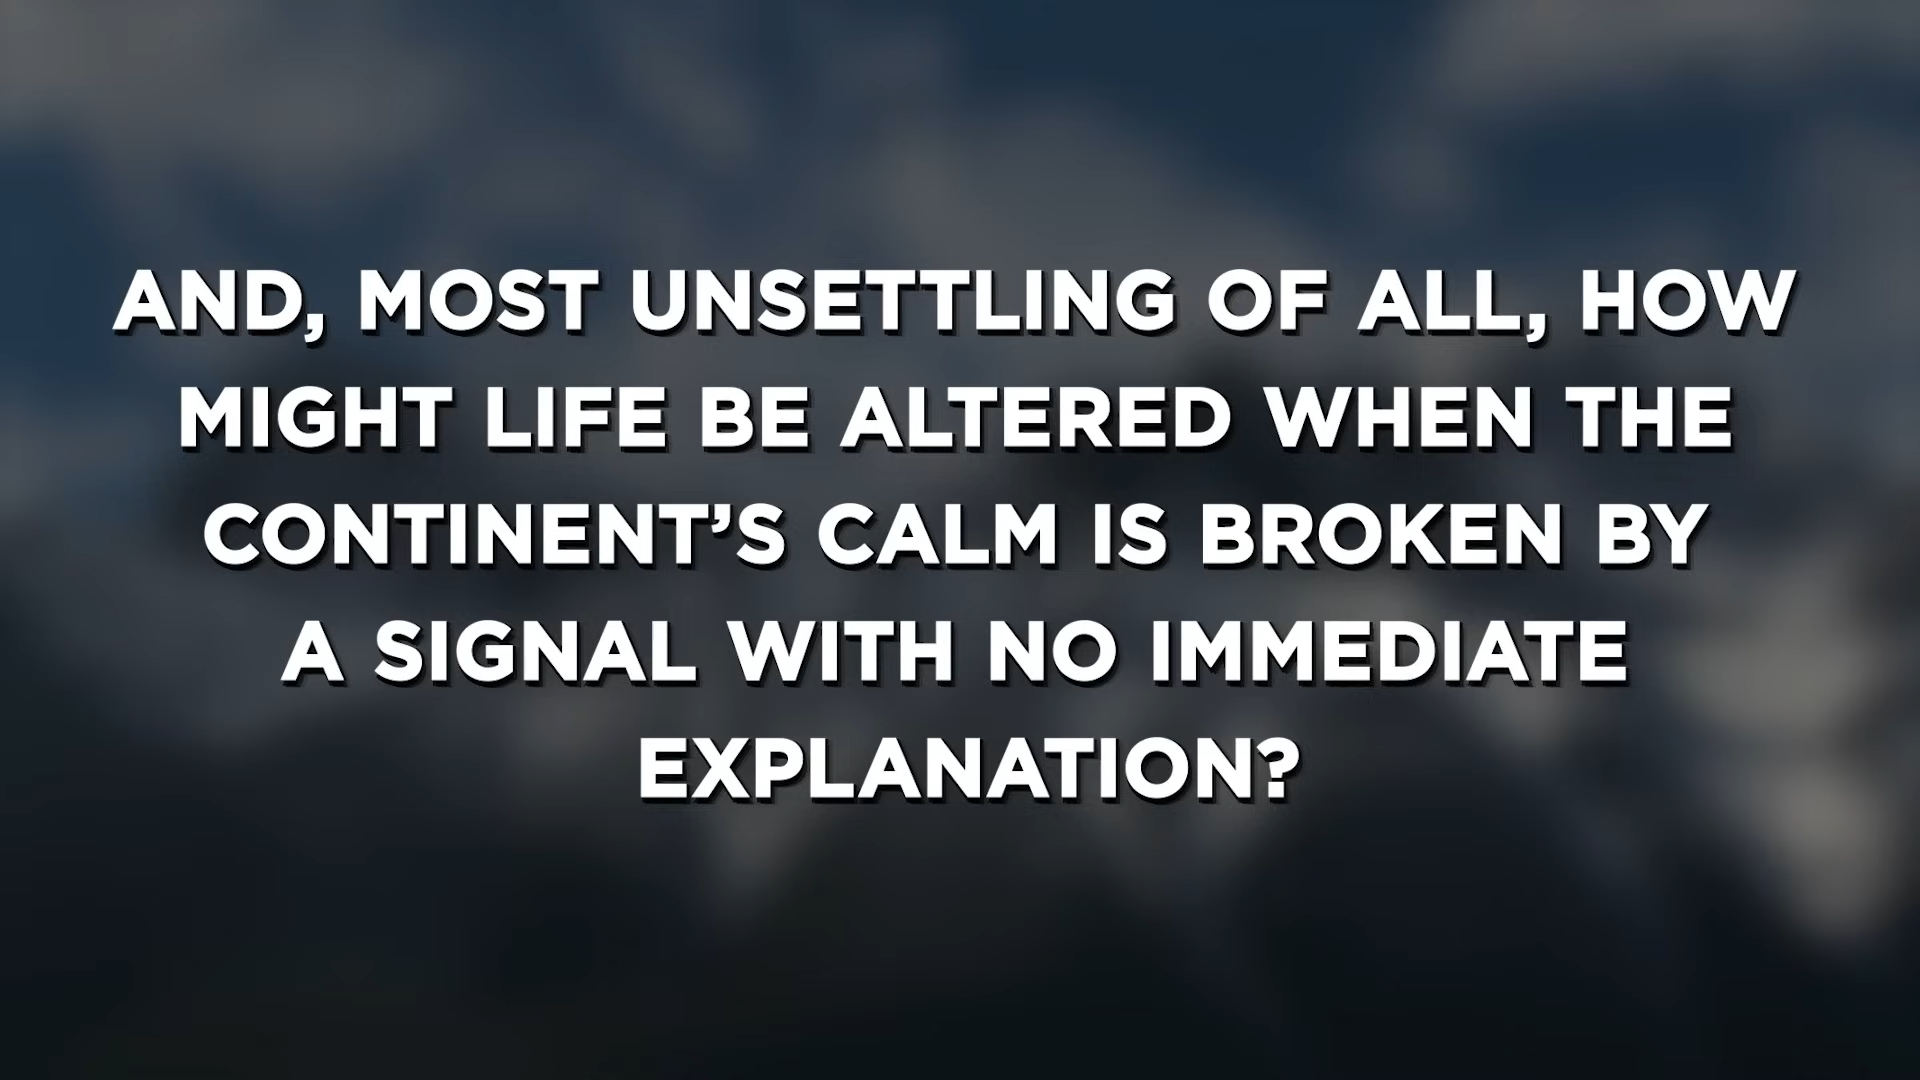 AND, MOST UNSETTLING OF ALL, HOW
MIGHT LIFE BE ALTERED WHEN THE
CONTINENT’S CALM IS BROKEN BY
A SIGNAL WITH NO IMMEDIATE
EXPLANATION?